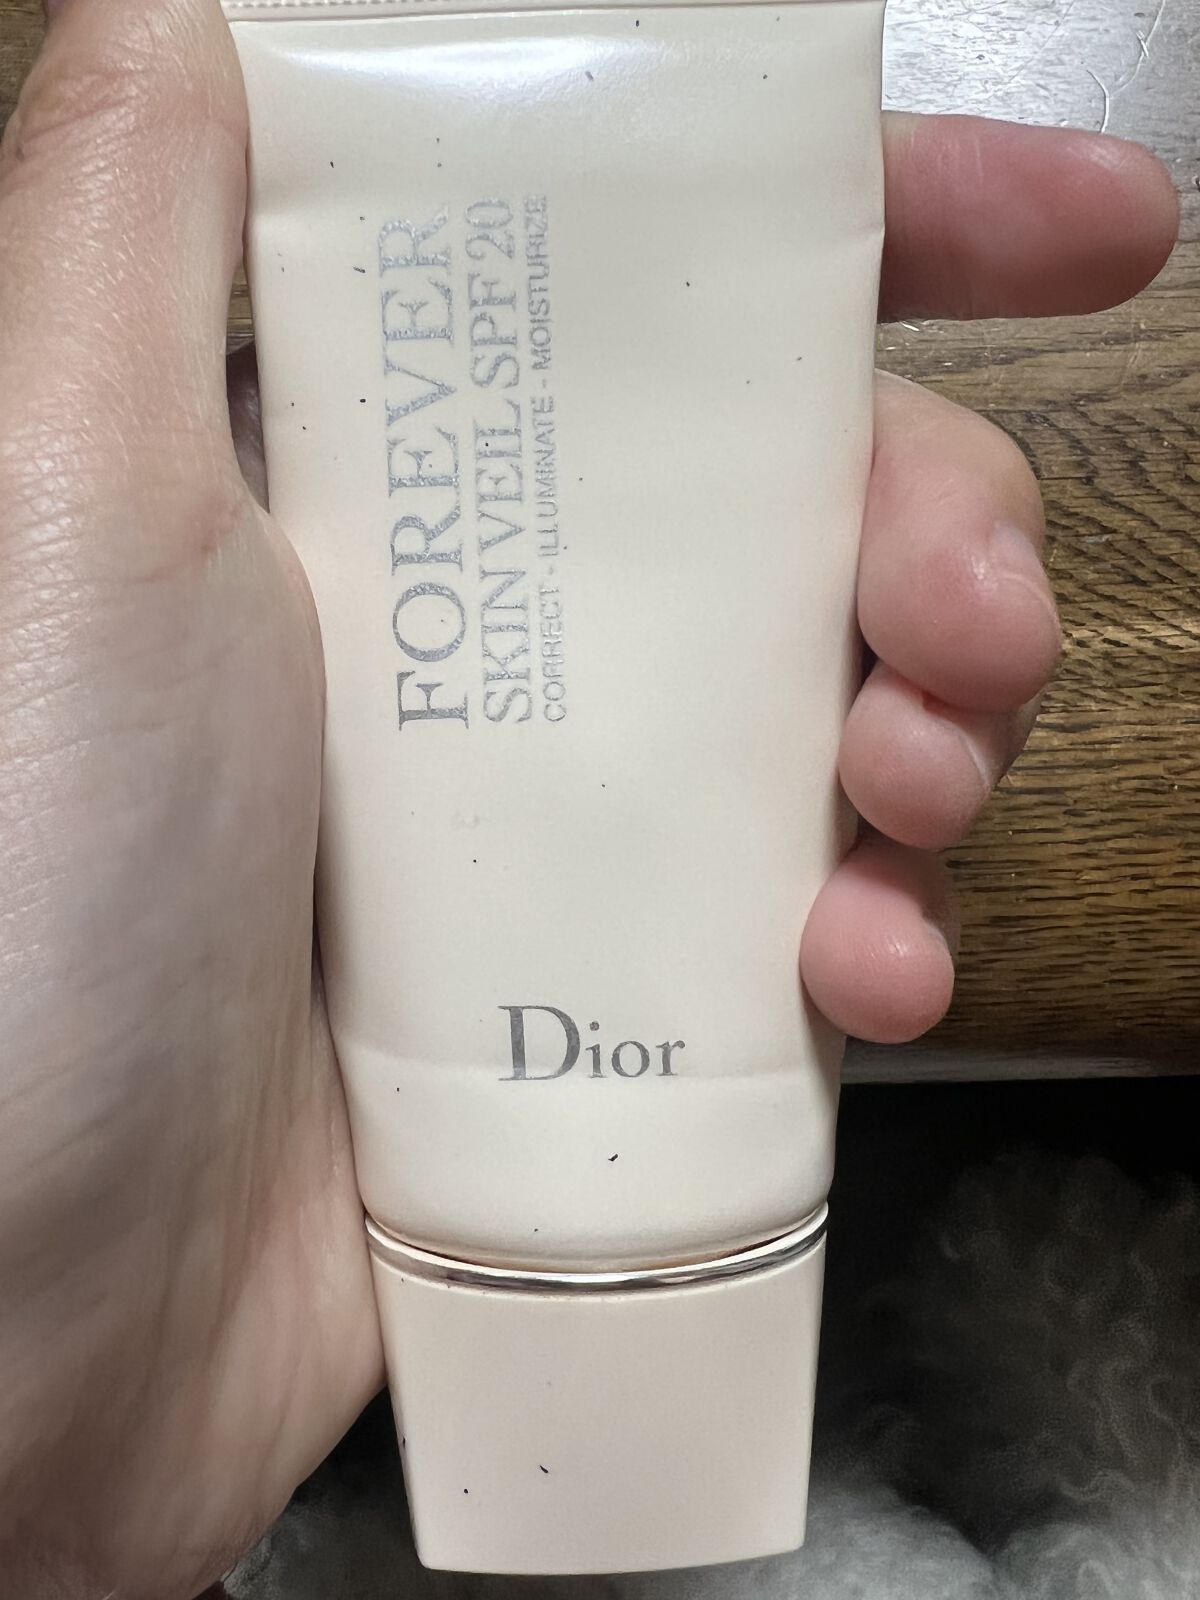 FOREVER
SKIN VEIL SPF 20
CORRECT - ILLUMINATE - MOISTURIZE
Dior